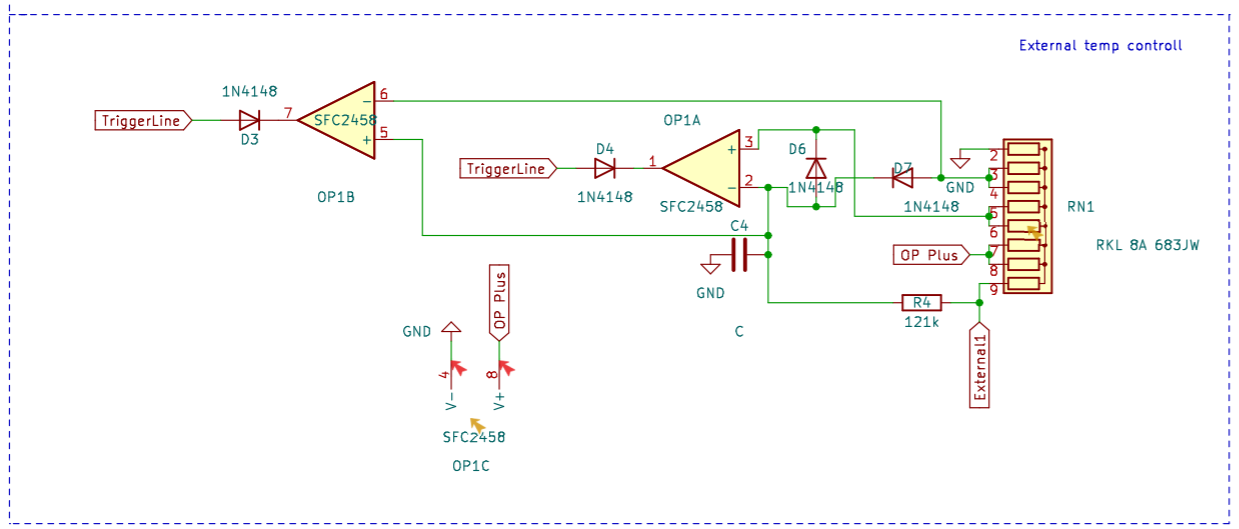 External temp controll
1N4148
6
TriggerLine
7
SFC2458
D3
5
OP1B
OP1A
3
D4
1
TriggerLine
1N4148
2
SFC2458
D6
1N4148
D7
1N4148
GND
2
3
4
5
6
7
8
9
RN1
RKL 8A 683JW
C4
GND
C
OP Plus
R4
121k
External1
OP Plus
GND
4
8
V-
V+
SFC2458
OP1C